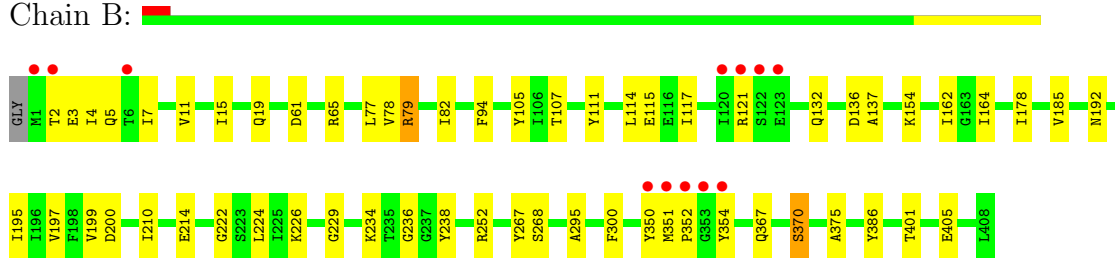 Chain B:
GLY M1 T2 E3 I4 Q5 T6 I7 V11 I15 Q19 D61 R65 L77 V78 R79 I82 F94 Y105 I106 T107 Y111 L114 E115 E116 I117 I120 R121 S122 E123 Q132 D136 A137 K154 I162 G163 I164 I178 V185 N192
I195 I196 V197 F198 V199 D200 I210 E214 G222 S223 L224 I225 K226 G229 K234 T235 G236 G237 Y238 R252 Y267 S268 A295 F300 Y350 M351 P352 G353 Y354 Q367 S370 A375 Y386 T401 E405 L408